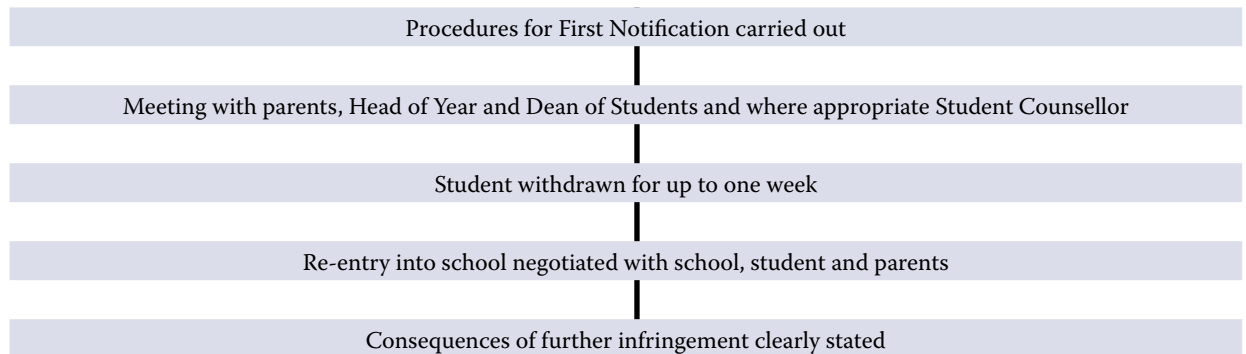 Procedures for First Notification carried out
Meeting with parents, Head of Year and Dean of Students and where appropriate Student Counsellor
Student withdrawn for up to one week
Re-entry into school negotiated with school, student and parents
Consequences of further infringement clearly stated